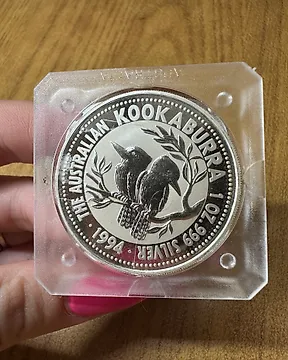 THE AUSTRALIAN KOOKABURRA 1 OZ 999 SILVER · 1994 ·